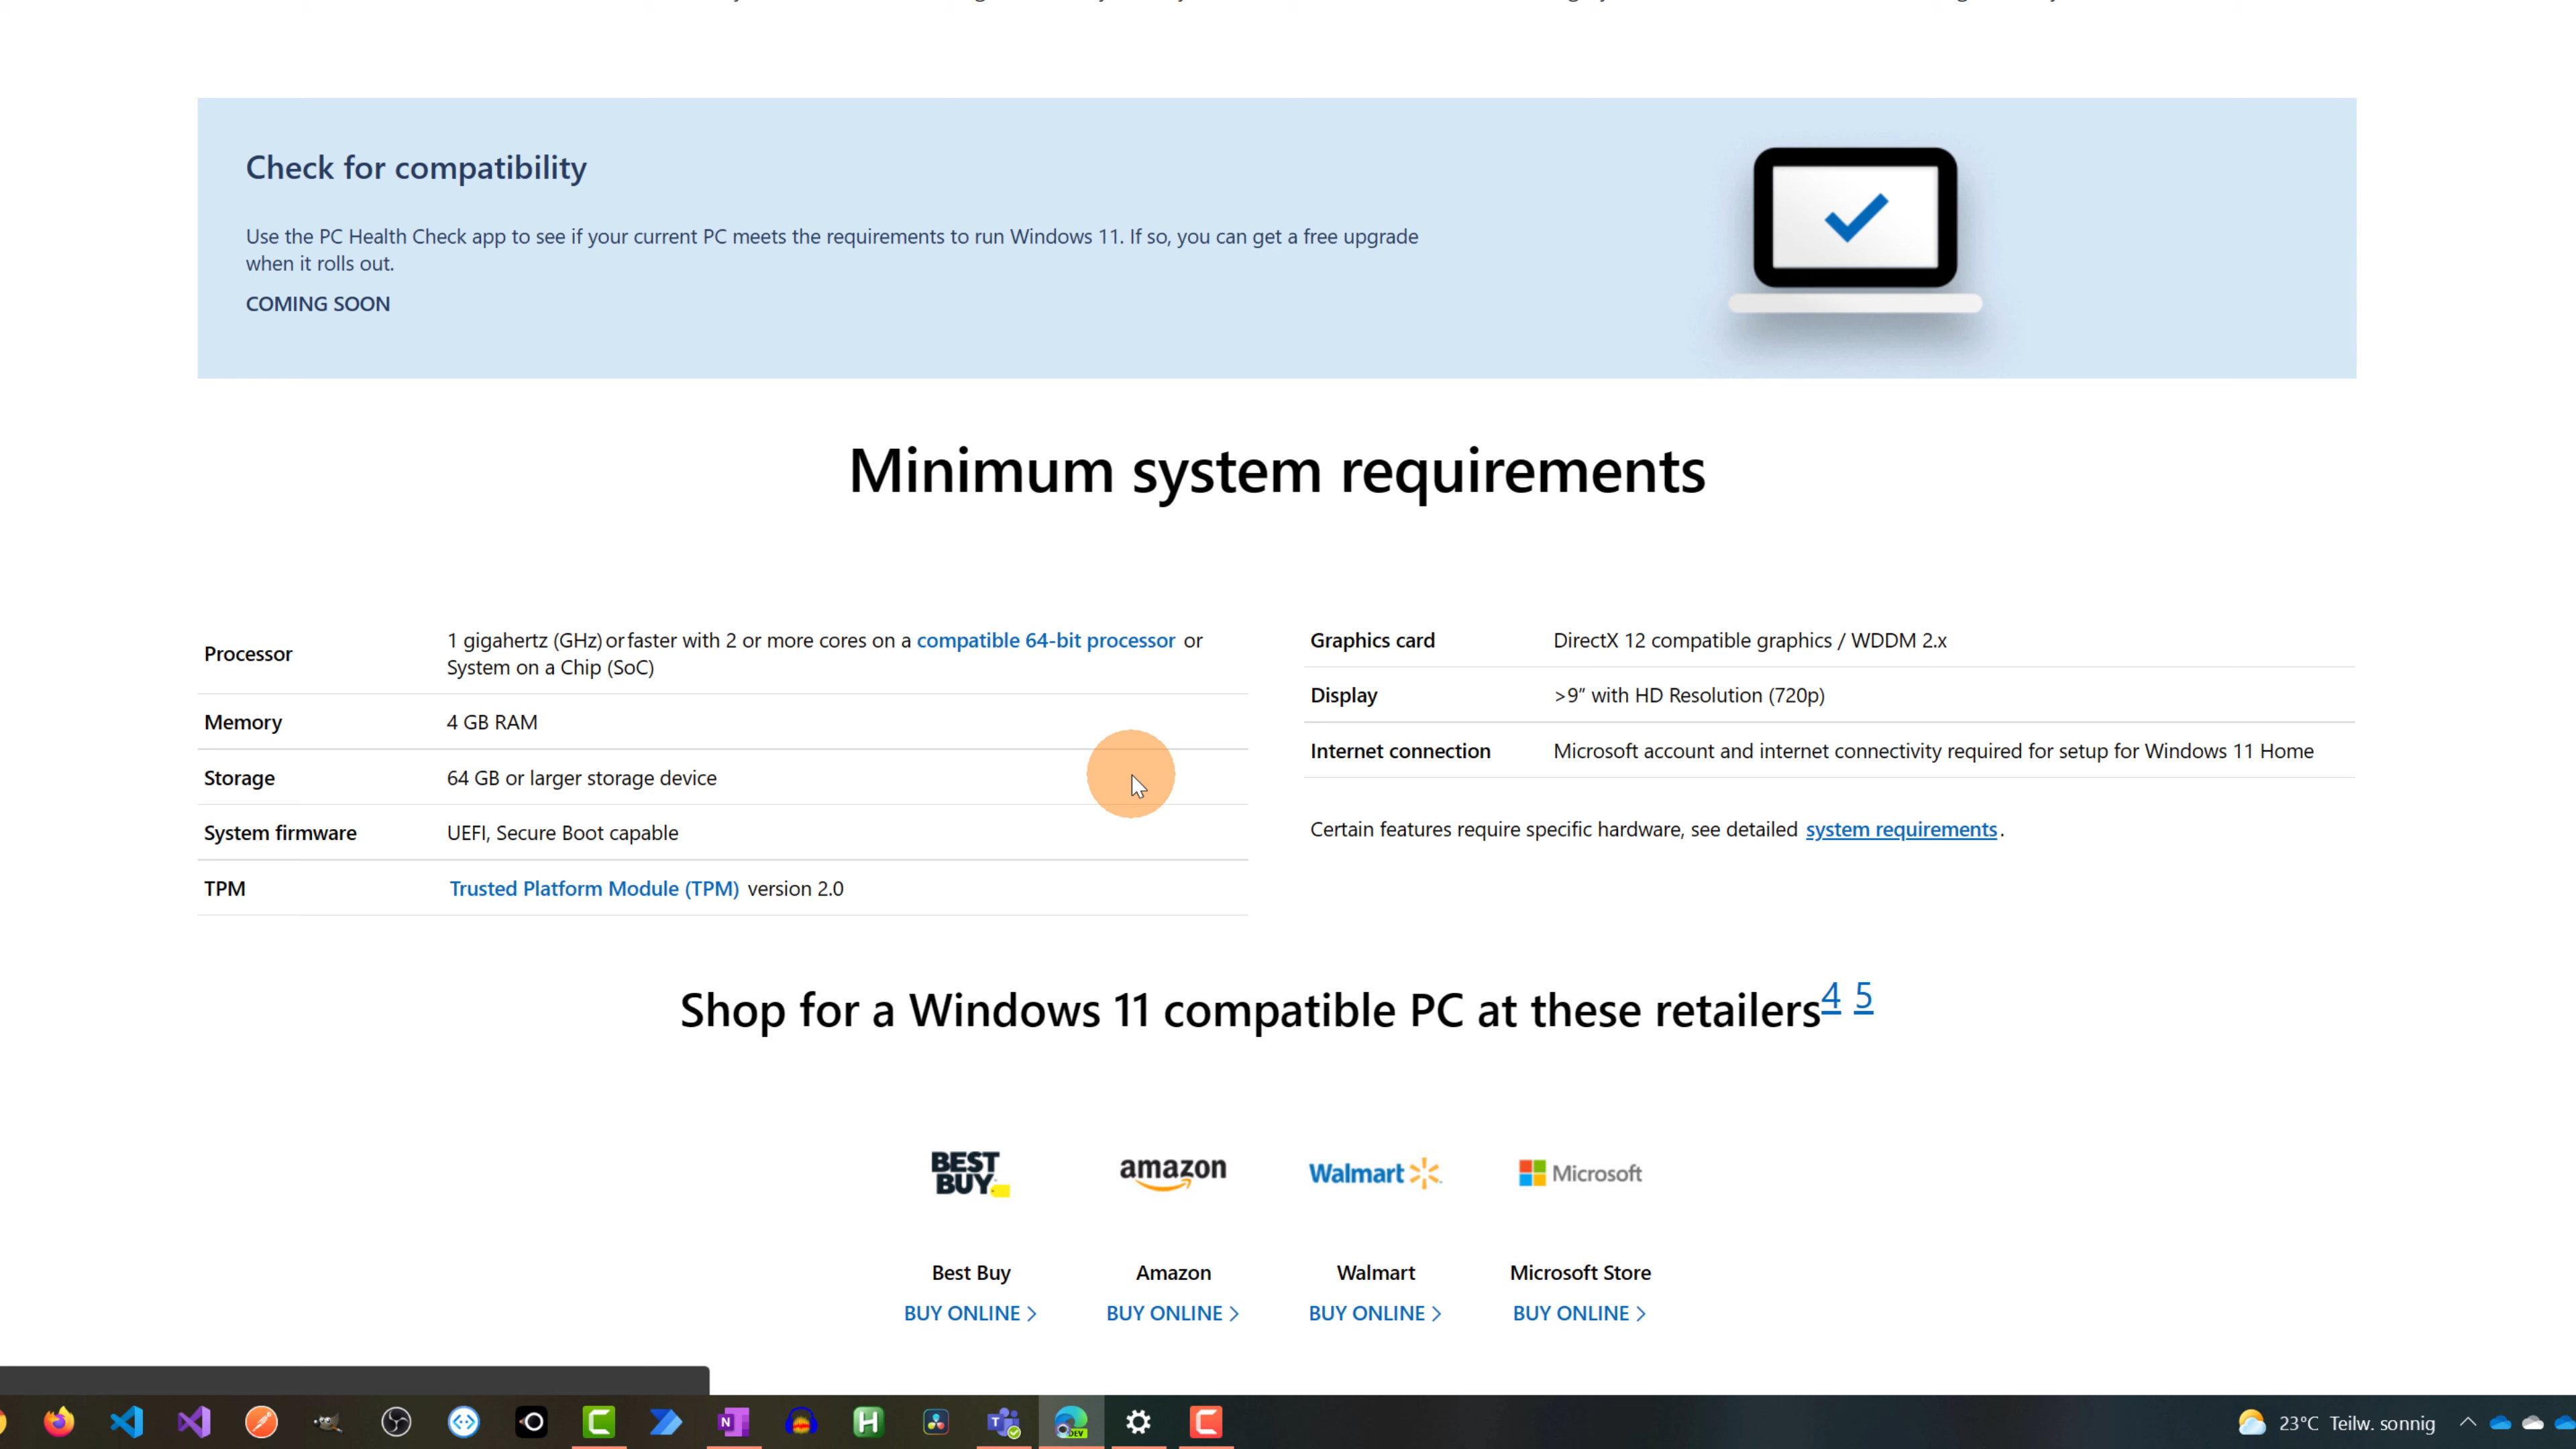 Check for compatibility
Use the PC Health Check app to see if your current PC meets the requirements to run Windows 11. If so, you can get a free upgrade
when it rolls out.
COMING SOON
Minimum system requirements
Processor
1 gigahertz (GHz) or faster with 2 or more cores on a compatible 64-bit processor or
System on a Chip (SoC)
Memory 4 GB RAM
Storage 64 GB or larger storage device
System firmware UEFI, Secure Boot capable
TPM Trusted Platform Module (TPM) version 2.0
Graphics card DirectX 12 compatible graphics / WDDM 2.x
Display >9” with HD Resolution (720p)
Internet connection Microsoft account and internet connectivity required for setup for Windows 11 Home
Certain features require specific hardware, see detailed system requirements.
Shop for a Windows 11 compatible PC at these retailers4 5
BEST
BUY
amazon
Walmart
Microsoft
Best Buy Amazon Walmart Microsoft Store
BUY ONLINE > BUY ONLINE > BUY ONLINE > BUY ONLINE >
23°C Teilw. sonnig